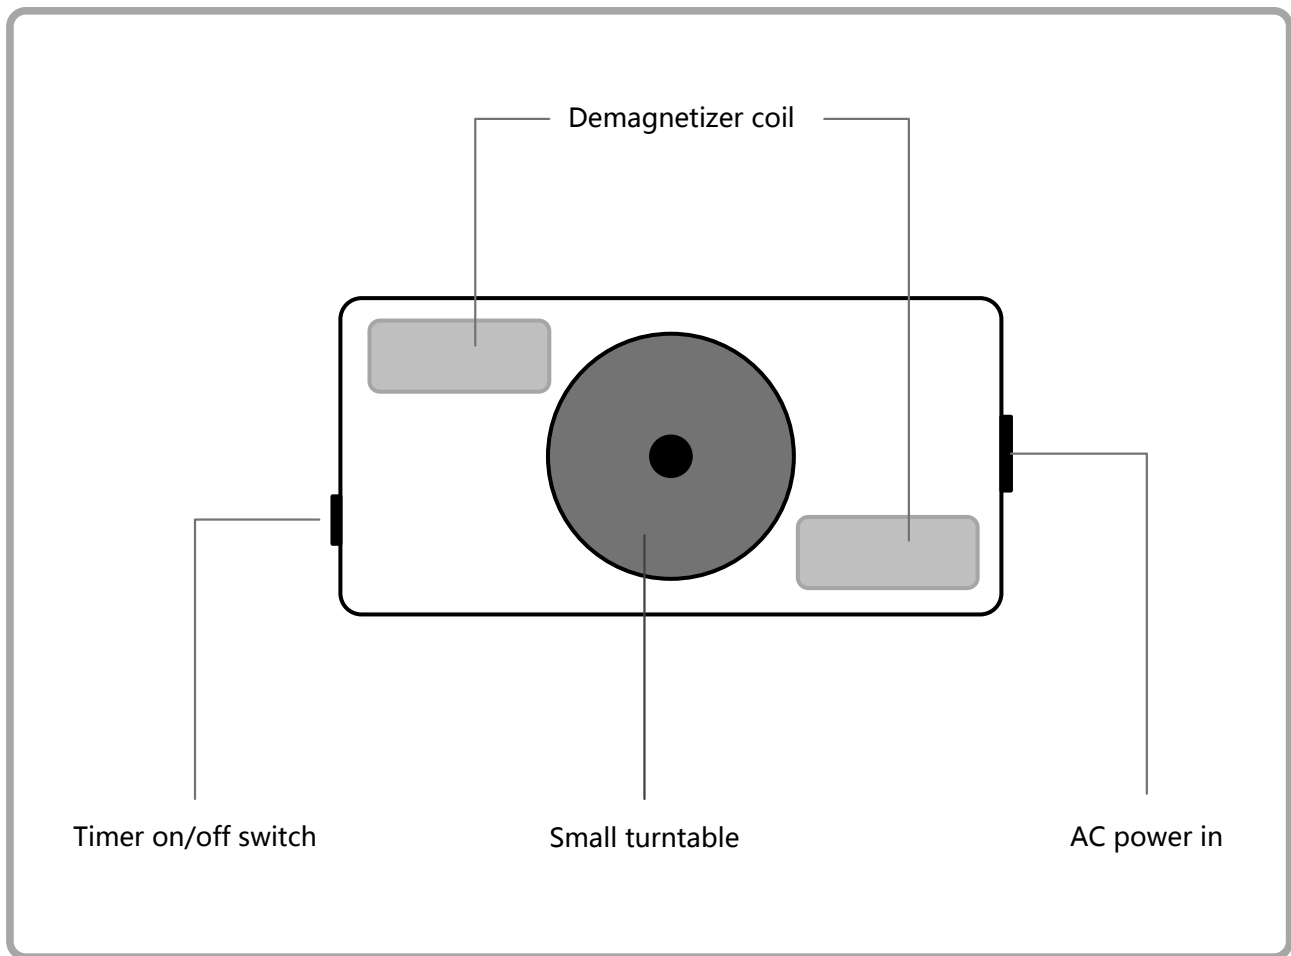 Demagnetizer coil
Timer on/off switch
Small turntable
AC power in